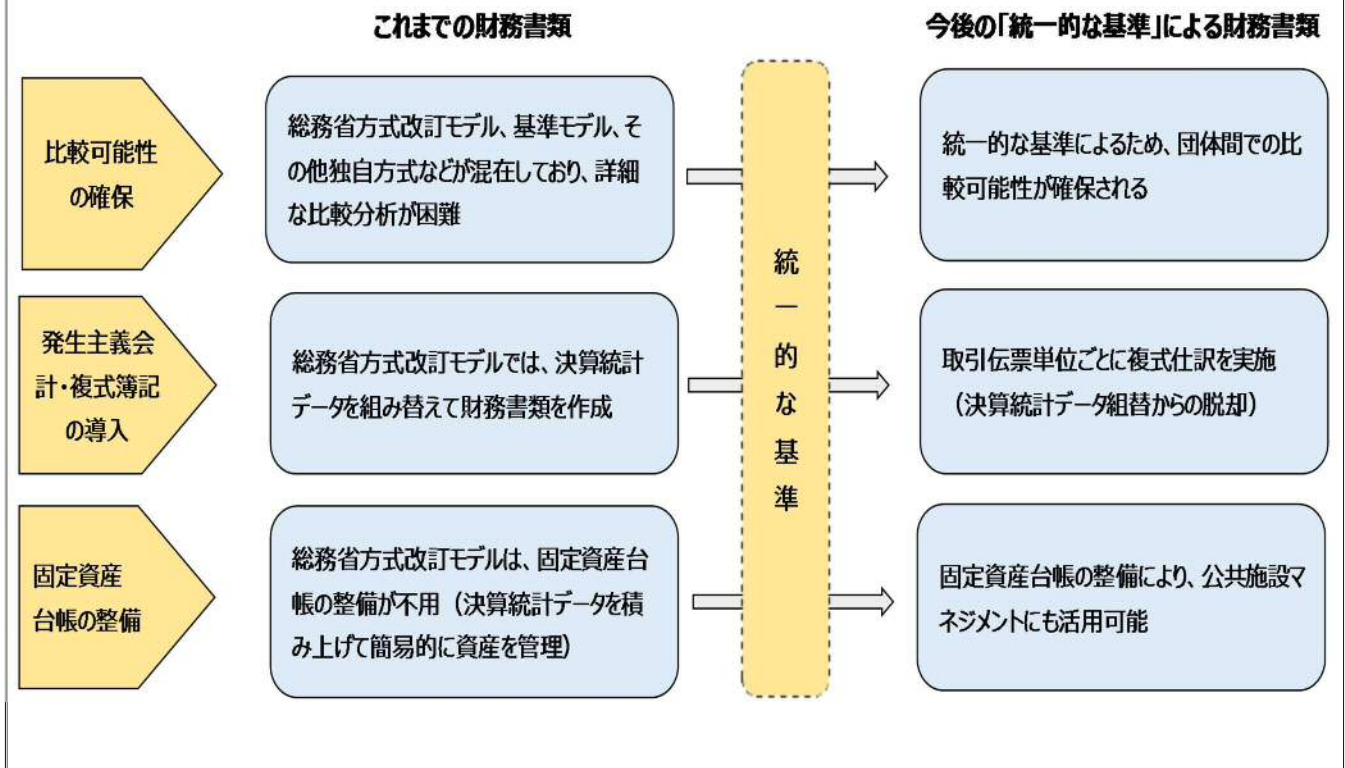 これまでの財務書類
今後の「統一的な基準」による財務書類
比較可能性
の確保
総務省方式改訂モデル、基準モデル、そ
の他独自方式などが混在しており、詳細
な比較分析が困難
統一的な基準によるため、団体間での比
較可能性が確保される
発生主義会
計・複式簿記
の導入
総務省方式改訂モデルでは、決算統計
データを組み替えて財務書類を作成
取引伝票単位ごとに複式仕訳を実施
（決算統計データ組替からの脱却）
固定資産
台帳の整備
総務省方式改訂モデルは、固定資産台
帳の整備が不用（決算統計データを積
み上げて簡易的に資産を管理）
固定資産台帳の整備により、公共施設マ
ネジメントにも活用可能
統一的な基準